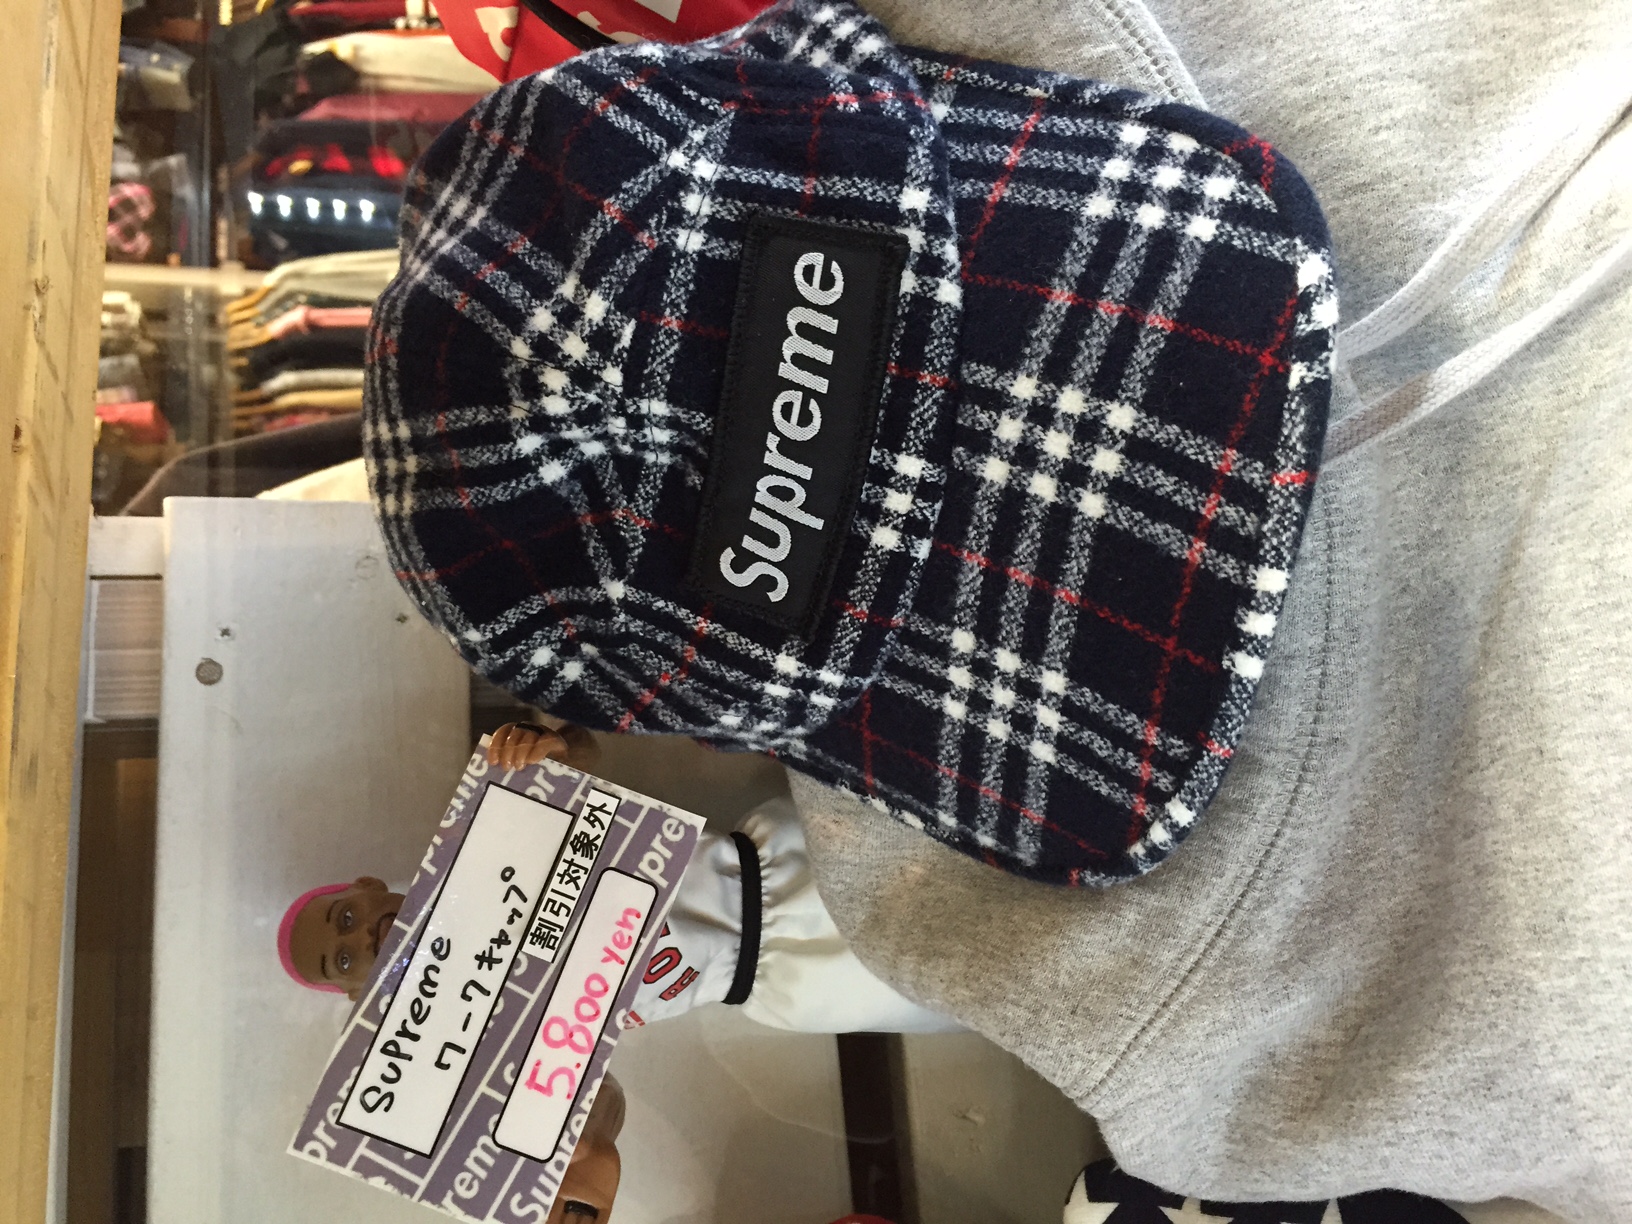 Supreme
Supreme
ワークキャップ
割引対象外
5.800 yen